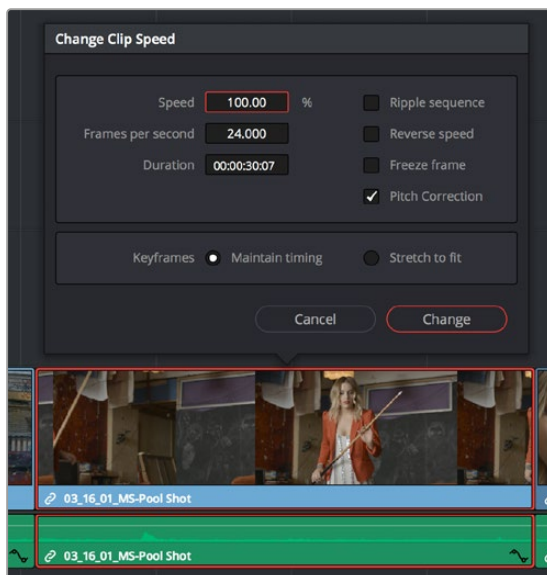 Change Clip Speed
Speed 100.00 % Ripple sequence
Frames per second 24.000 Reverse speed
Duration 00:00:30:07 Freeze frame
Pitch Correction
Keyframes Maintain timing Stretch to fit
Cancel Change
03_16_01_MS-Pool Shot
03_16_01_MS-Pool Shot